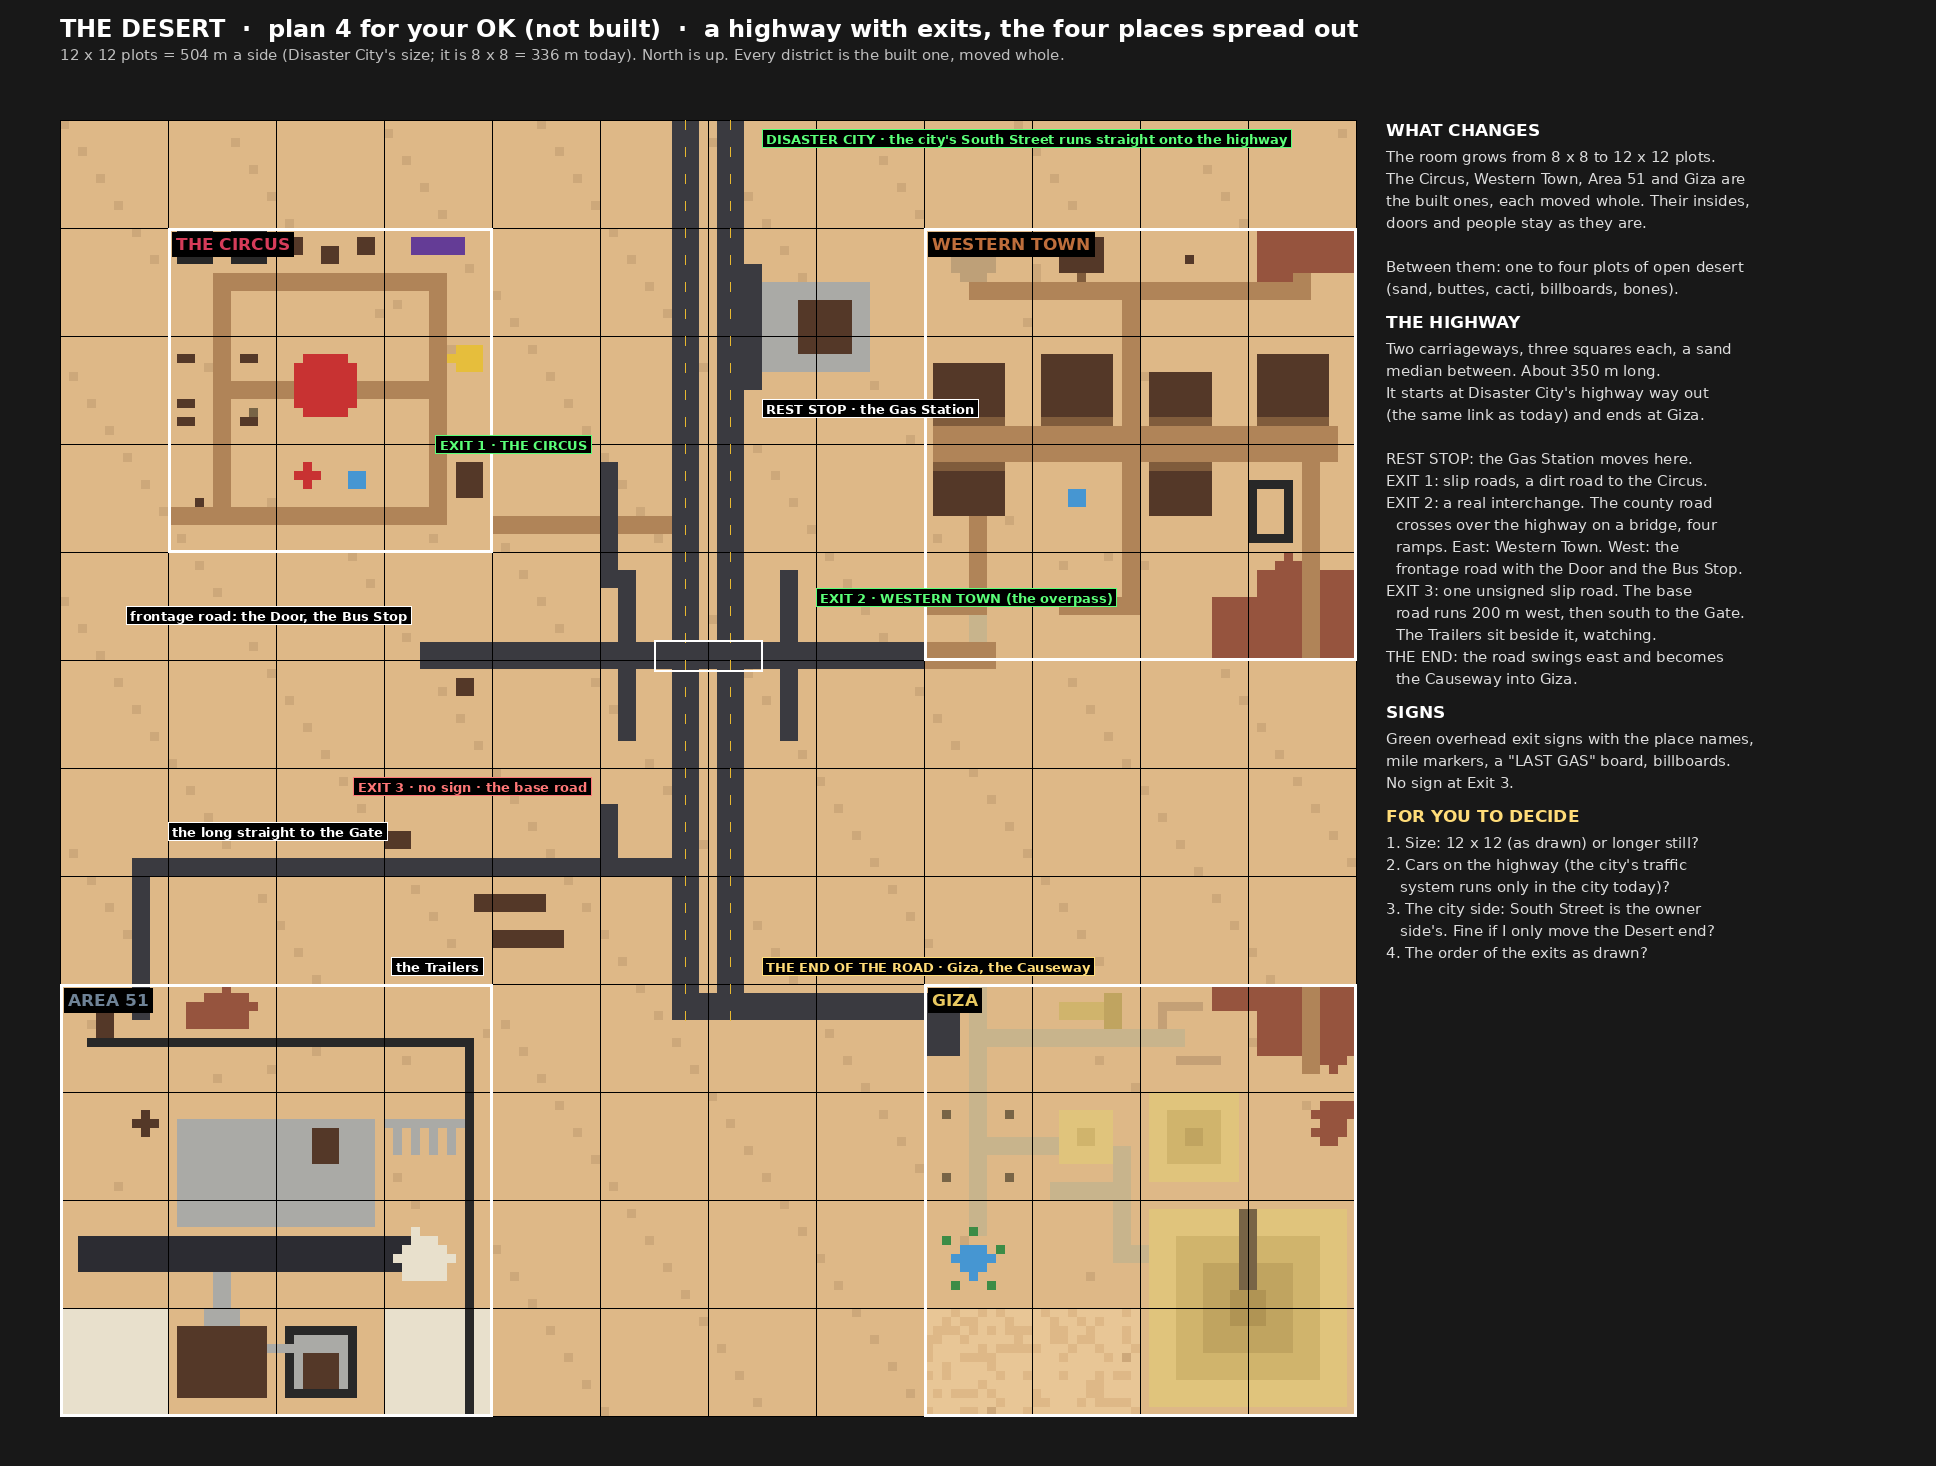 THE DESERT · plan 4 for your OK (not built) · a highway with exits, the four places spread out
12 x 12 plots = 504 m a side (Disaster City's size; it is 8 x 8 = 336 m today). North is up. Every district is the built one, moved whole.
DISASTER CITY · the city's South Street runs straight onto the highway
THE CIRCUS
WESTERN TOWN
REST STOP · the Gas Station
EXIT 1 · THE CIRCUS
EXIT 2 · WESTERN TOWN (the overpass)
frontage road: the Door, the Bus Stop
EXIT 3 · no sign · the base road
the long straight to the Gate
the Trailers
THE END OF THE ROAD · Giza, the Causeway
AREA 51
GIZA
WHAT CHANGES
The room grows from 8 x 8 to 12 x 12 plots.
The Circus, Western Town, Area 51 and Giza are
the built ones, each moved whole. Their insides,
doors and people stay as they are.
Between them: one to four plots of open desert
(sand, buttes, cacti, billboards, bones).
THE HIGHWAY
Two carriageways, three squares each, a sand
median between. About 350 m long.
It starts at Disaster City's highway way out
(the same link as today) and ends at Giza.
REST STOP: the Gas Station moves here.
EXIT 1: slip roads, a dirt road to the Circus.
EXIT 2: a real interchange. The county road
crosses over the highway on a bridge, four
ramps. East: Western Town. West: the
frontage road with the Door and the Bus Stop.
EXIT 3: one unsigned slip road. The base
road runs 200 m west, then south to the Gate.
The Trailers sit beside it, watching.
THE END: the road swings east and becomes
the Causeway into Giza.
SIGNS
Green overhead exit signs with the place names,
mile markers, a "LAST GAS" board, billboards.
No sign at Exit 3.
FOR YOU TO DECIDE
1. Size: 12 x 12 (as drawn) or longer still?
2. Cars on the highway (the city's traffic
system runs only in the city today)?
3. The city side: South Street is the owner
side's. Fine if I only move the Desert end?
4. The order of the exits as drawn?